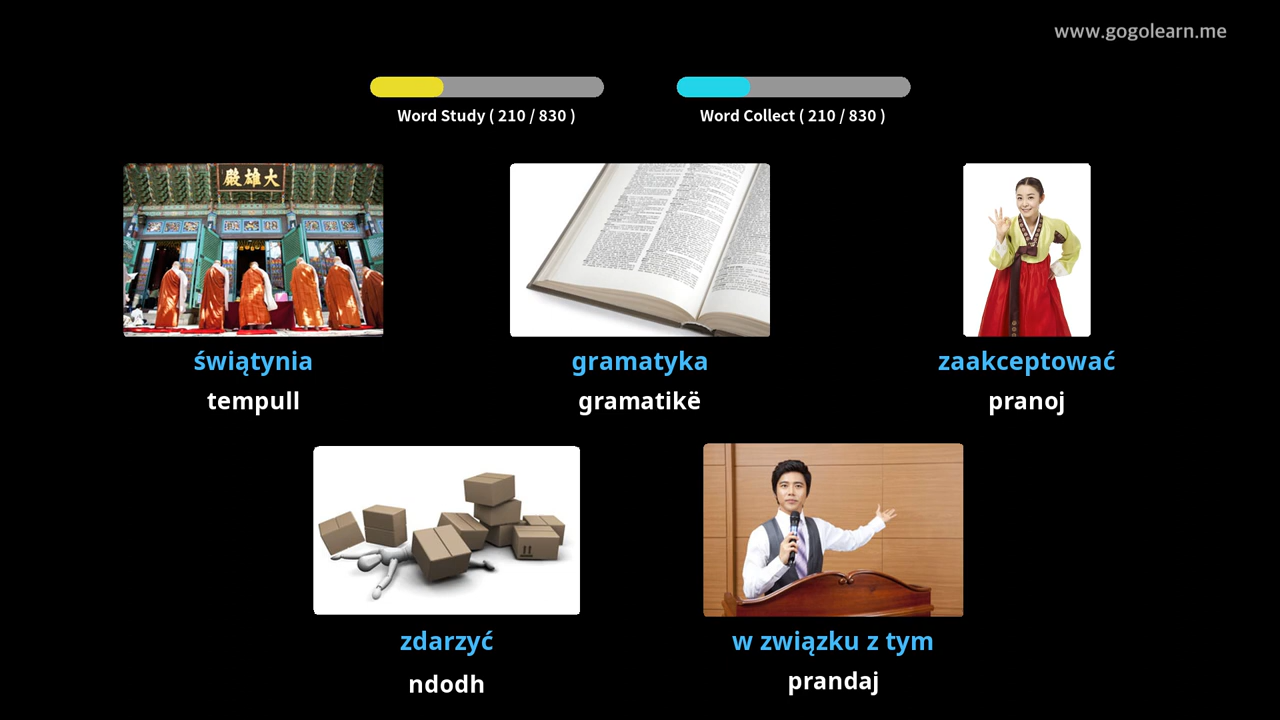 www.gogolearn.me
Word Study ( 210 / 830 )
Word Collect ( 210 / 830 )
殿雄大
świątynia
gramatyka
zaakceptować
tempull
gramatikë
pranoj
zdarzyć
w związku z tym
ndodh
prandaj